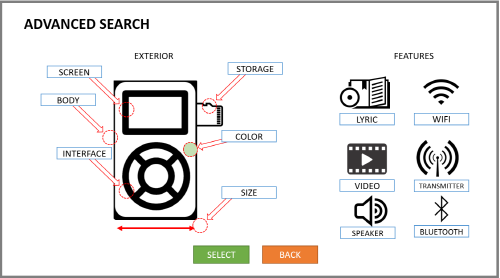 ADVANCED SEARCH
EXTERIOR
FEATURES
SCREEN
STORAGE
BODY
COLOR
INTERFACE
SIZE
LYRIC
WIFI
VIDEO
TRANSMITTER
SPEAKER
BLUETOOTH
SELECT
BACK